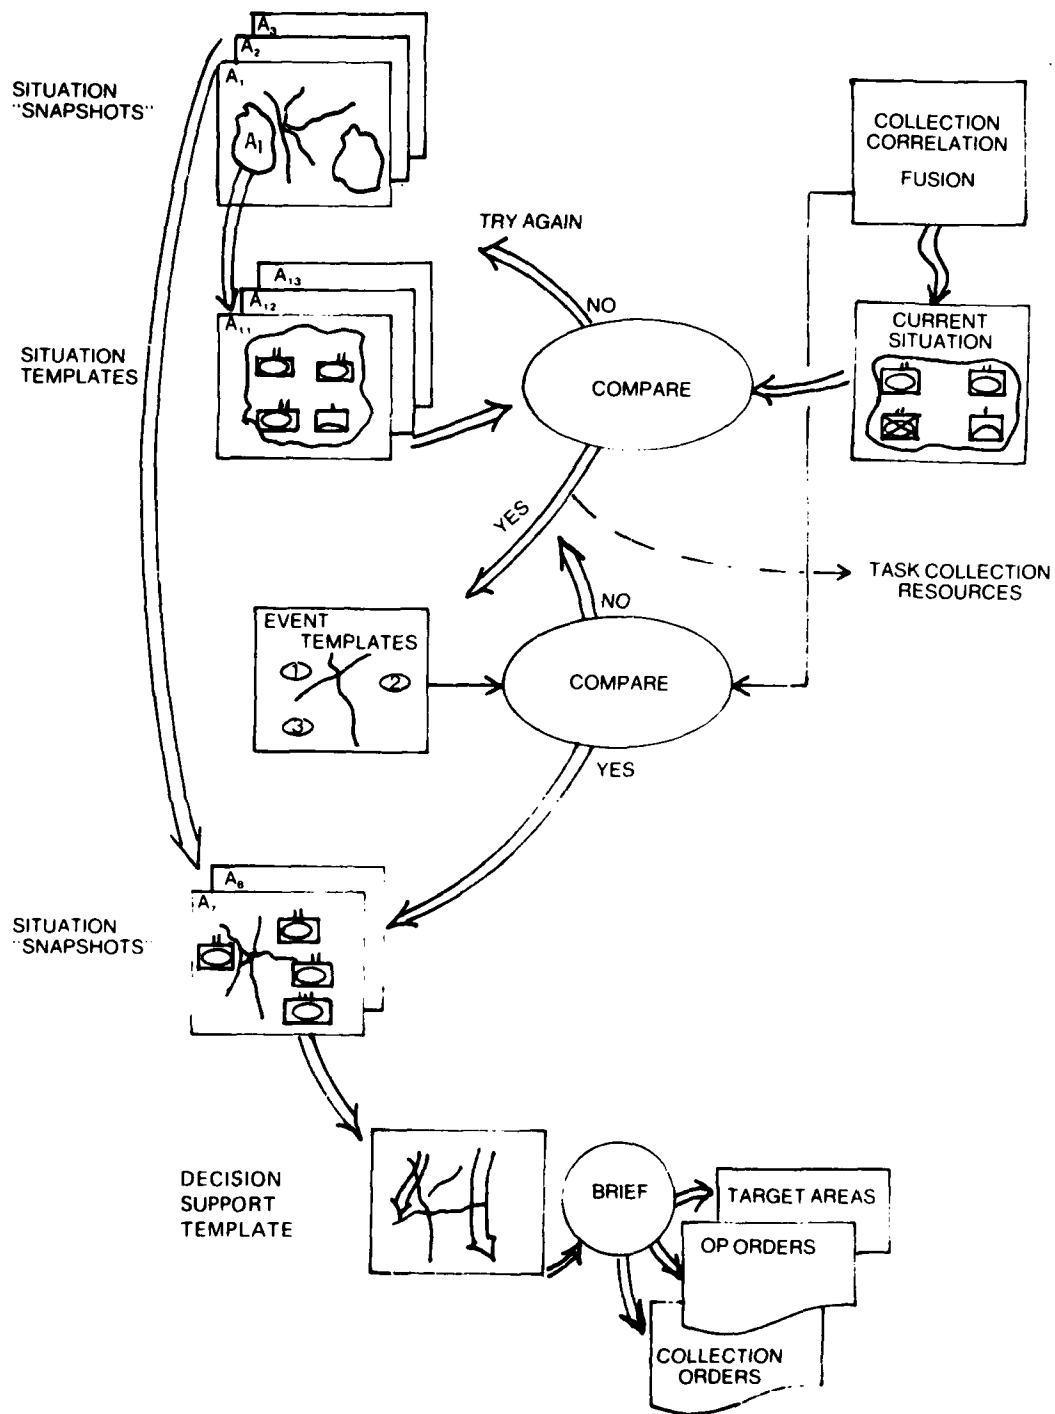 A₃
A₂
A₁
SITUATION
"SNAPSHOTS"
A₁
COLLECTION
CORRELATION
FUSION
TRY AGAIN
NO
A₁₃
A₁₂
A₁₁
SITUATION
TEMPLATES
COMPARE
CURRENT
SITUATION
YES
TASK COLLECTION
RESOURCES
NO
EVENT
TEMPLATES
1
2
3
COMPARE
YES
A₈
A₇
SITUATION
"SNAPSHOTS"
DECISION
SUPPORT
TEMPLATE
BRIEF
TARGET AREAS
OP ORDERS
COLLECTION
ORDERS